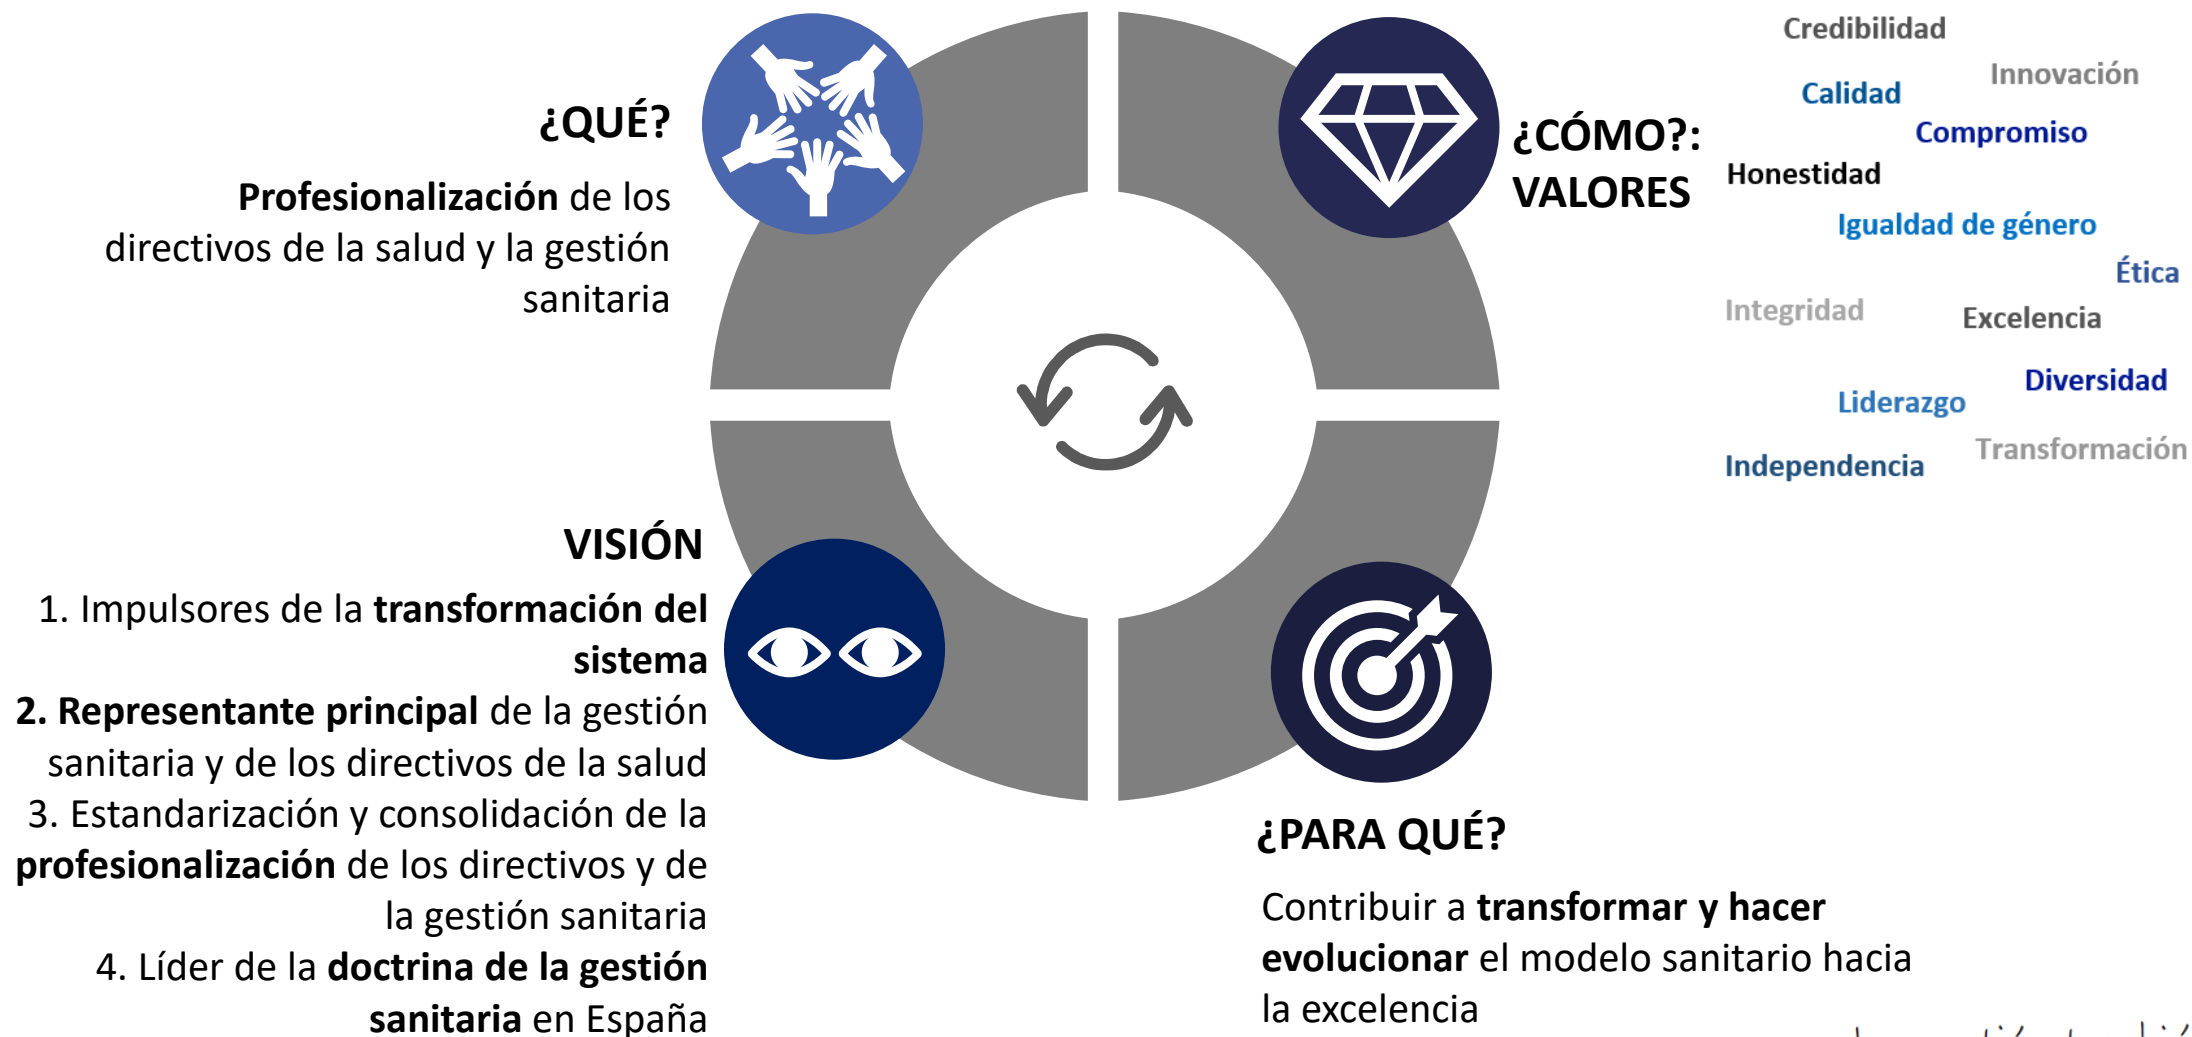 ¿QUÉ?
Profesionalización de los
directivos de la salud y la gestión
sanitaria
¿CÓMO?:
VALORES
Credibilidad
Innovación
Calidad
Compromiso
Honestidad
Igualdad de género
Ética
Integridad
Excelencia
Diversidad
Liderazgo
Transformación
Independencia
VISIÓN
1. Impulsores de la transformación del
sistema
2. Representante principal de la gestión
sanitaria y de los directivos de la salud
3. Estandarización y consolidación de la
profesionalización de los directivos y de
la gestión sanitaria
4. Líder de la doctrina de la gestión
sanitaria en España
¿PARA QUÉ?
Contribuir a transformar y hacer
evolucionar el modelo sanitario hacia
la excelencia